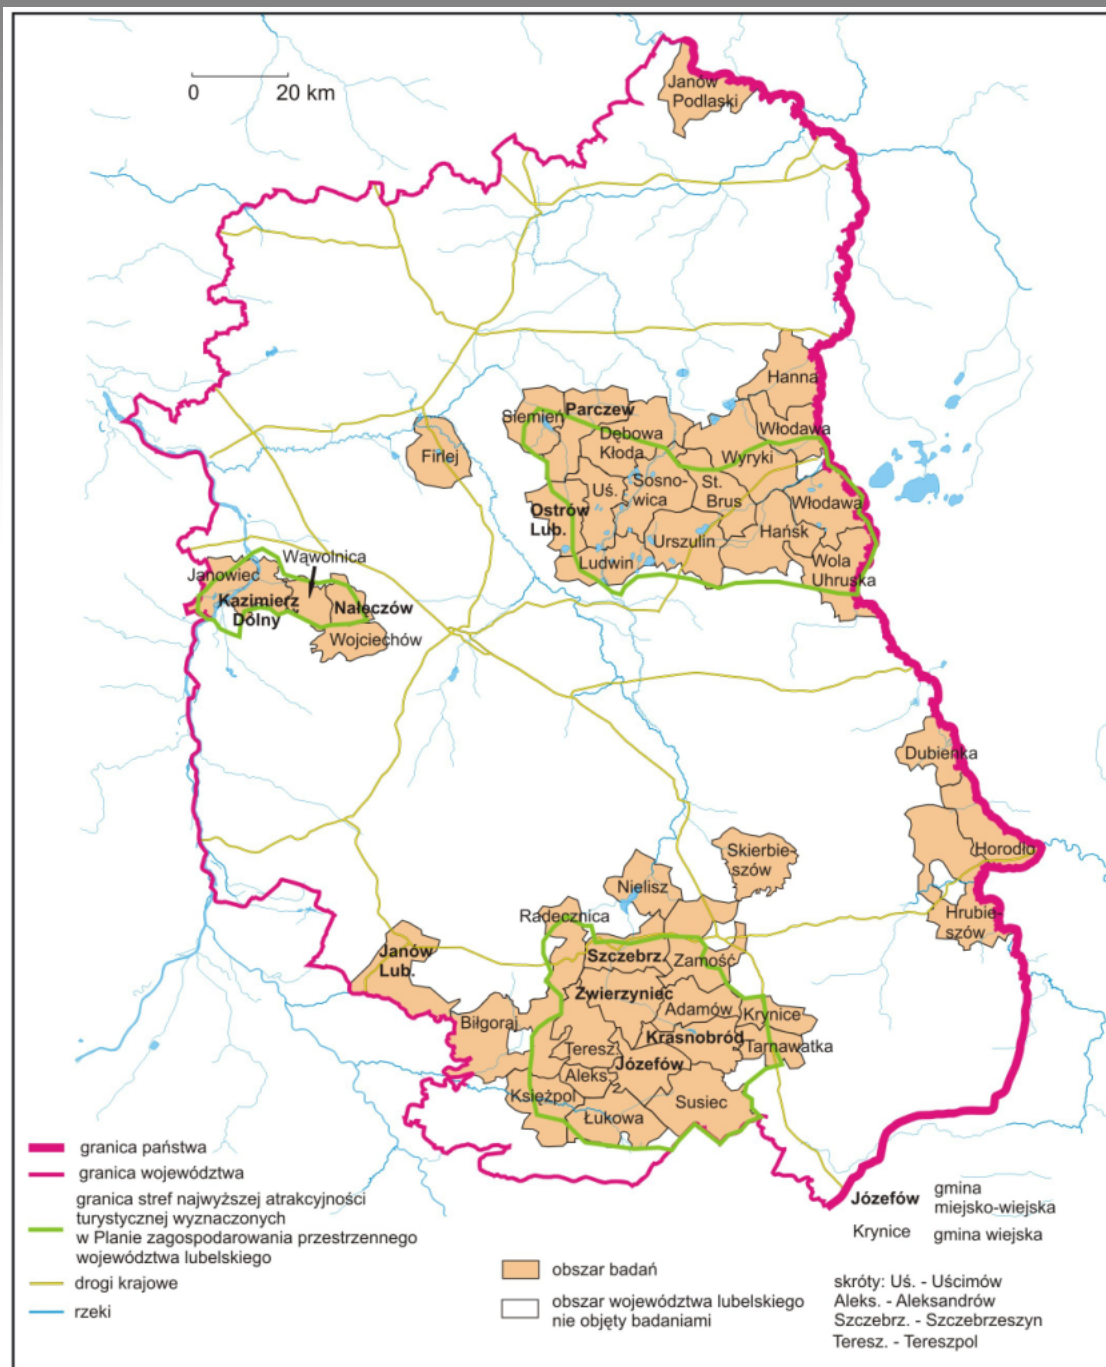 0 20 km
Janów
Podlaski
Hanna
Siemień
Parczew
Włodawa
Dębowa
Kłoda
Firlej
Wyryki
Uś.
Sosno-
wica
St.
Brus
Włodawa
Ostrów
Lub.
Hańsk
Urszulin
Wąwolnica
Ludwin
Wola
Uhruska
Janowiec
Kazimierz
Dolny
Nałęczów
Wojciechów
Dubienka
Horodło
Skierbie-
szów
Nielisz
Radecznica
Hrubie-
szów
Janów
Lub.
Szczebrz.
Zamość
Zwierzyniec
Adamów
Krynice
Biłgoraj
Krasnobród
Tarnawatka
Teresz.
Józefów
Aleks.
Księżpol
Susiec
Łukowa
granica państwa
granica województwa
granica stref najwyższej atrakcyjności
turystycznej wyznaczonych
w Planie zagospodarowania przestrzennego
województwa lubelskiego
drogi krajowe
rzeki
obszar badań
obszar województwa lubelskiego
nie objęty badaniami
Józefów gmina
miejsko-wiejska
Krynice gmina wiejska
skróty: Uś. - Uścimów
Aleks. - Aleksandrów
Szczebrz. - Szczebrzeszyn
Teresz. - Tereszpol